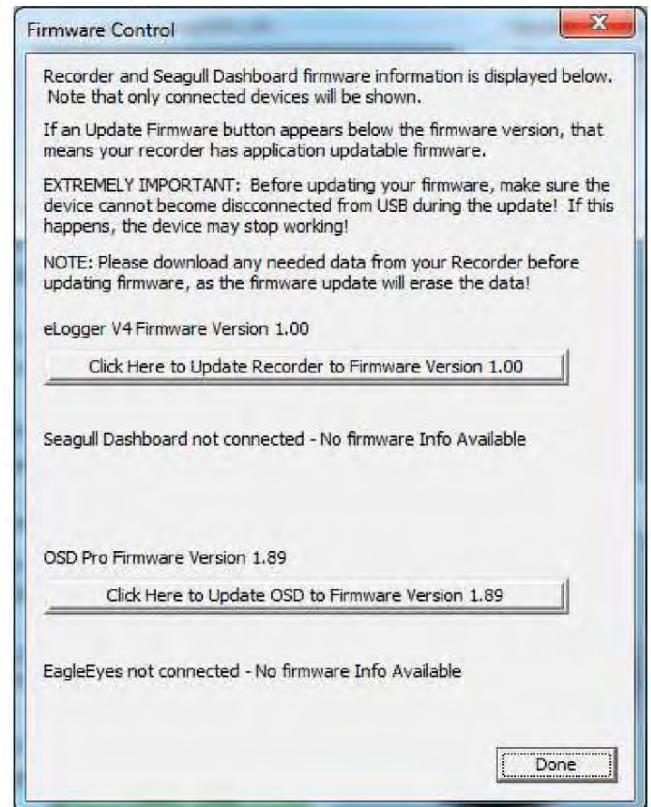 Firmware Control
Recorder and Seagull Dashboard firmware information is displayed below.
Note that only connected devices will be shown.
If an Update Firmware button appears below the firmware version, that
means your recorder has application updatable firmware.
EXTREMELY IMPORTANT: Before updating your firmware, make sure the
device cannot become discconnected from USB during the update! If this
happens, the device may stop working!
NOTE: Please download any needed data from your Recorder before
updating firmware, as the firmware update will erase the data!
eLogger V4 Firmware Version 1.00
Click Here to Update Recorder to Firmware Version 1.00
Seagull Dashboard not connected - No firmware Info Available
OSD Pro Firmware Version 1.89
Click Here to Update OSD to Firmware Version 1.89
EagleEyes not connected - No firmware Info Available
Done